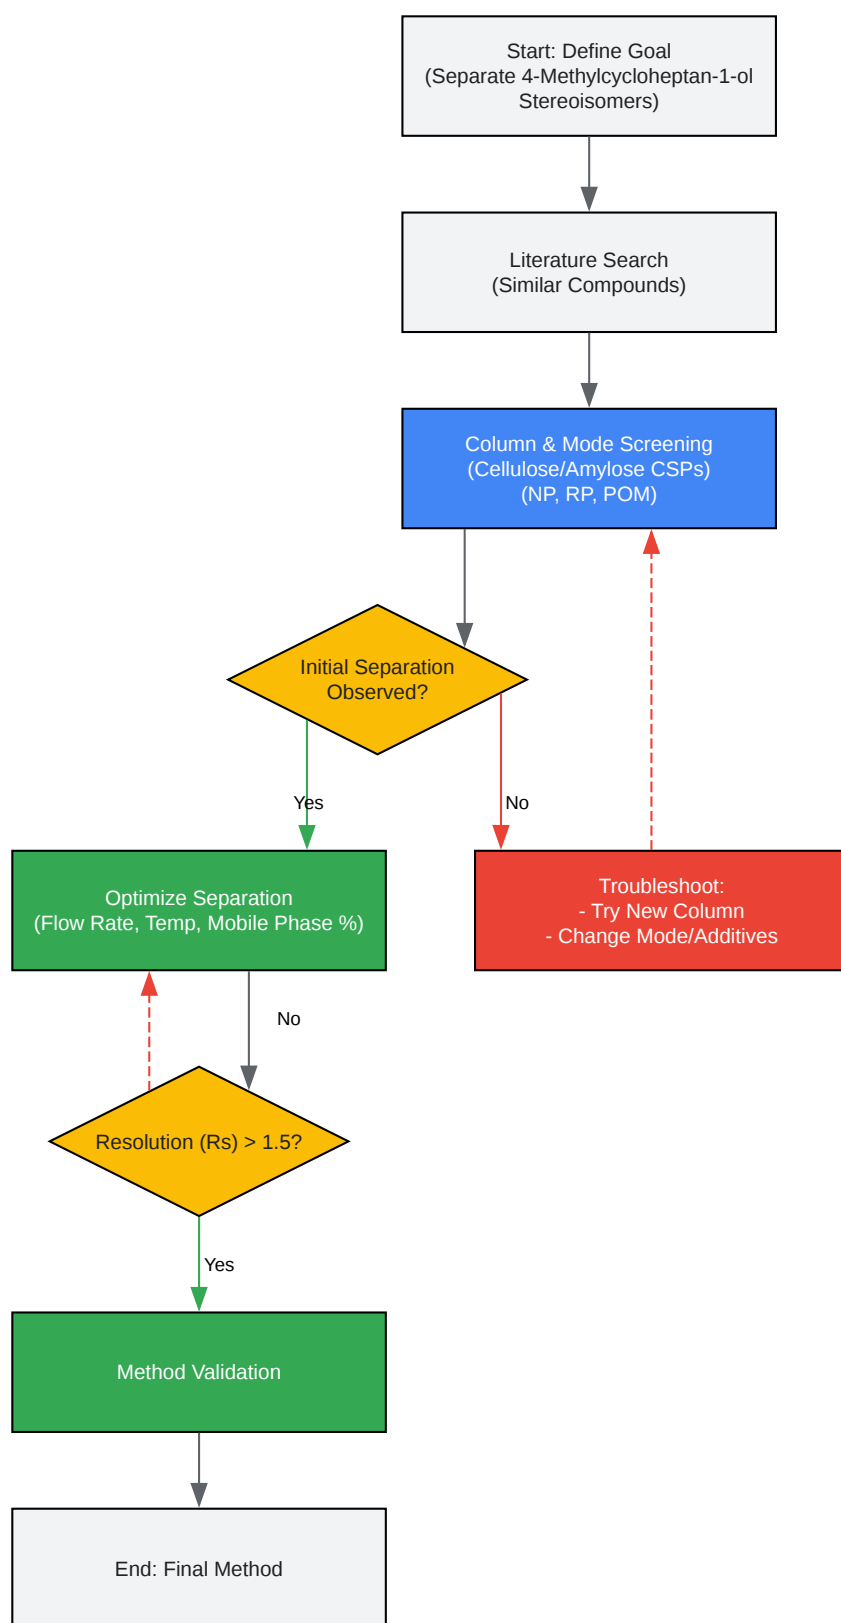 Start: Define Goal
(Separate 4-Methylcycloheptan-1-ol
Stereoisomers)
Literature Search
(Similar Compounds)
Column & Mode Screening
(Cellulose/Amylose CSPs)
(NP, RP, POM)
Initial Separation
Observed?
Yes
No
Optimize Separation
(Flow Rate, Temp, Mobile Phase %)
Troubleshoot:
- Try New Column
- Change Mode/Additives
No
Resolution (Rs) > 1.5?
Yes
Method Validation
End: Final Method